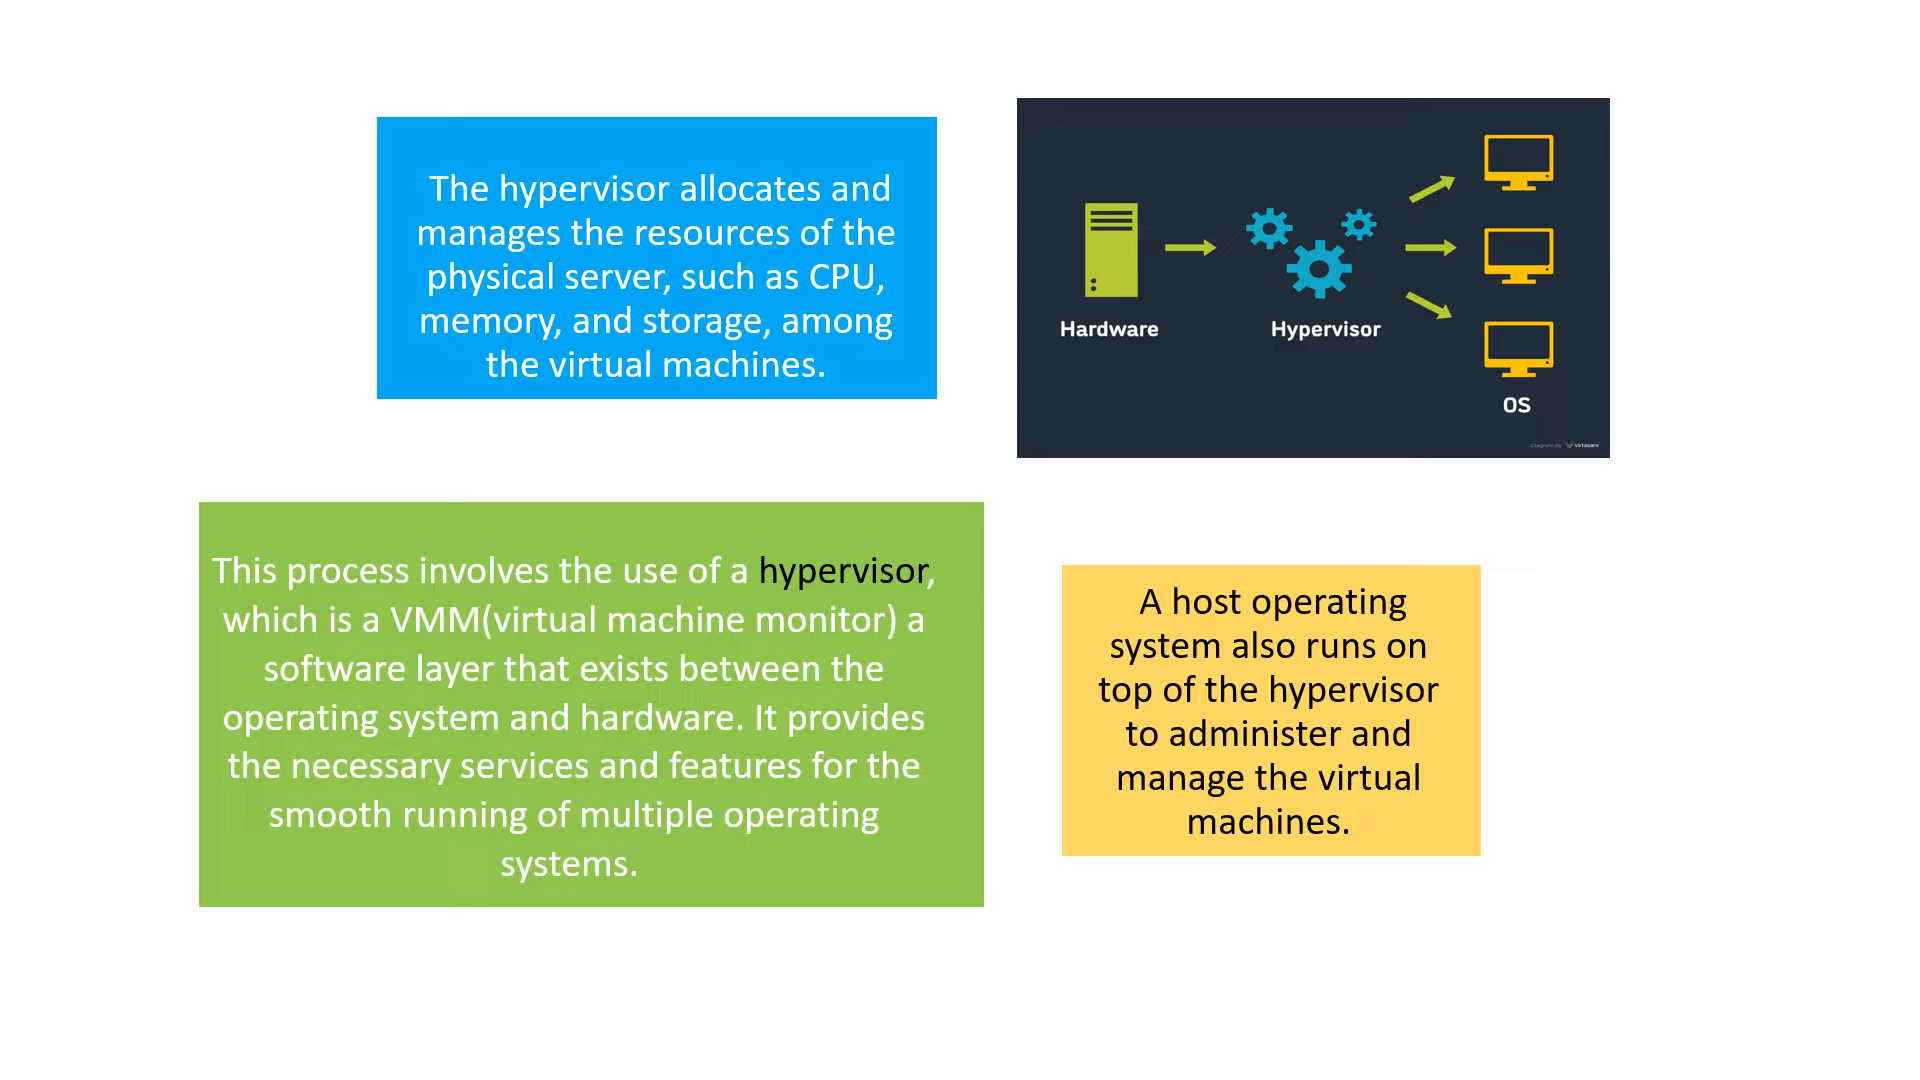 The hypervisor allocates and
manages the resources of the
physical server, such as CPU,
memory, and storage, among
the virtual machines.
Hardware
Hypervisor
OS
Diagram by virtasant
This process involves the use of a hypervisor,
which is a VMM(virtual machine monitor) a
software layer that exists between the
operating system and hardware. It provides
the necessary services and features for the
smooth running of multiple operating
systems.
A host operating
system also runs on
top of the hypervisor
to administer and
manage the virtual
machines.